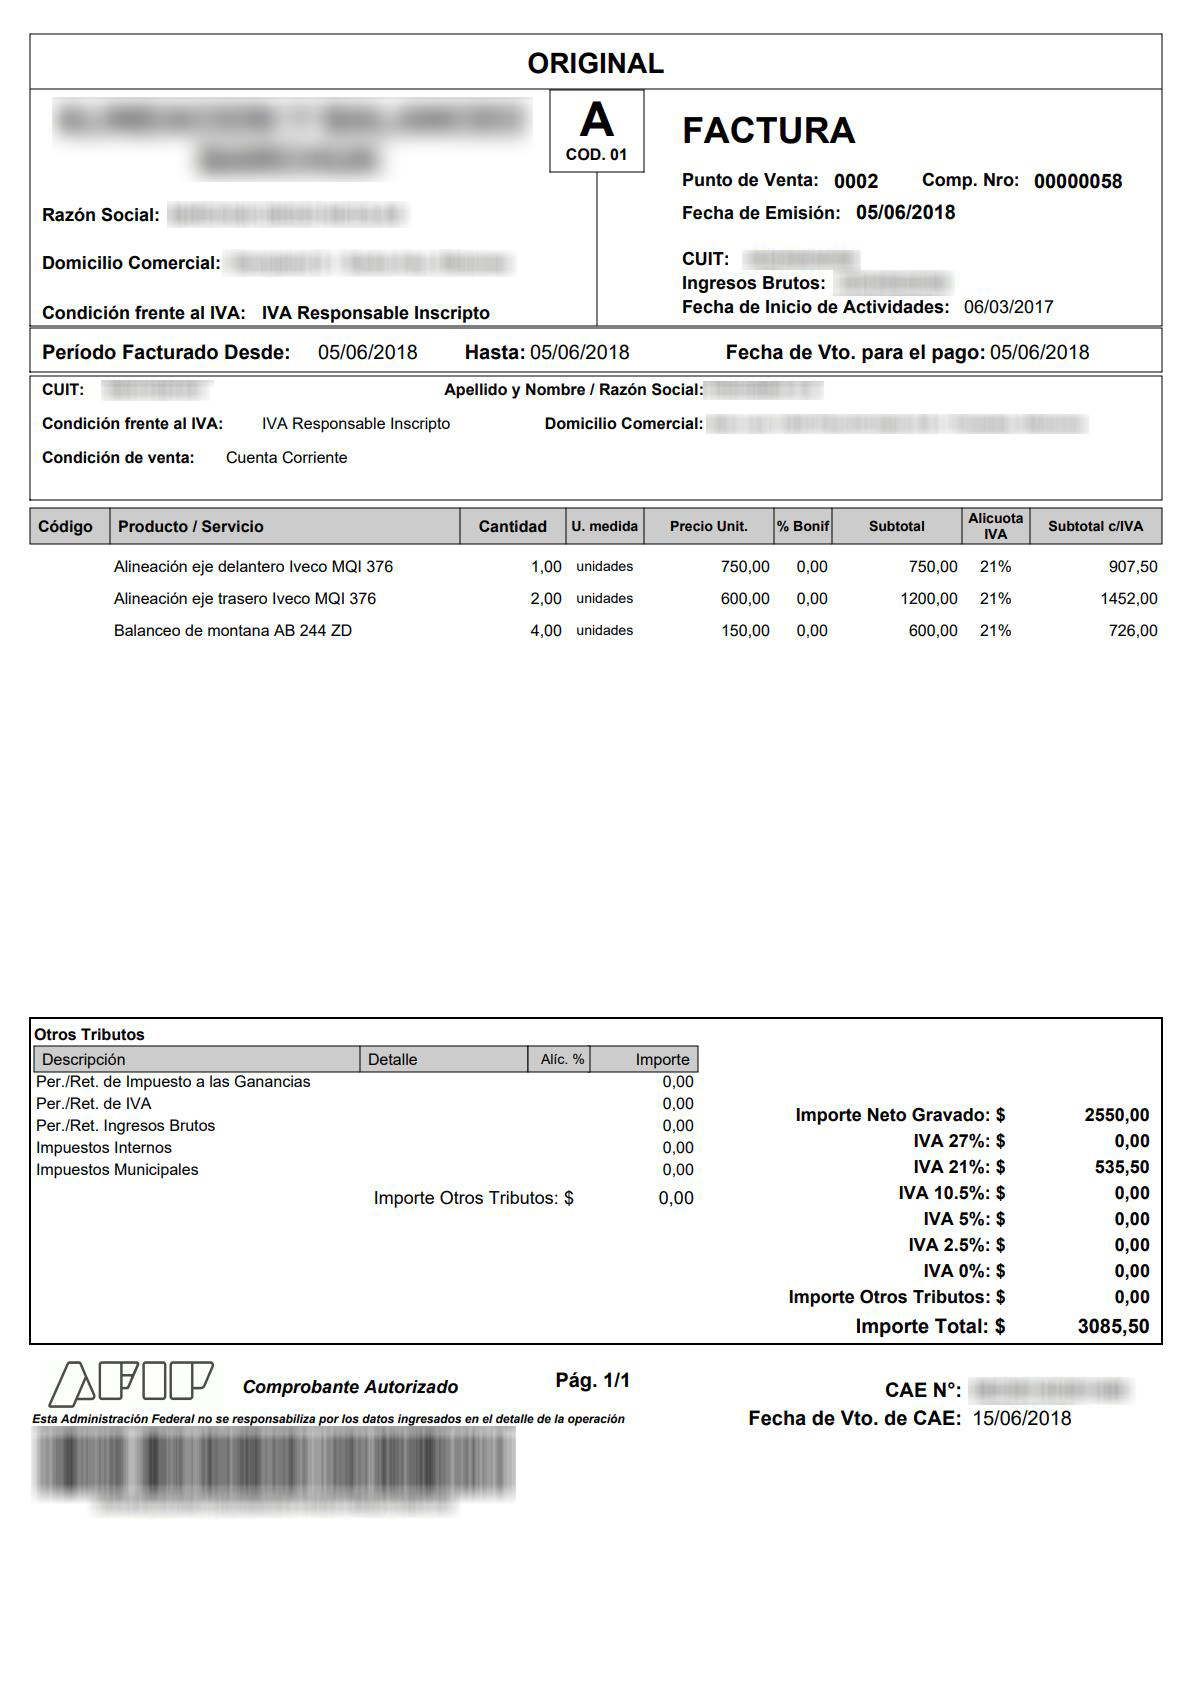 ORIGINAL
A
COD. 01
FACTURA
Punto de Venta: 0002 Comp. Nro: 00000058
Fecha de Emisión: 05/06/2018
Razón Social:
Domicilio Comercial:
Condición frente al IVA: IVA Responsable Inscripto
CUIT:
Ingresos Brutos:
Fecha de Inicio de Actividades: 06/03/2017
Período Facturado Desde: 05/06/2018 Hasta: 05/06/2018 Fecha de Vto. para el pago: 05/06/2018
CUIT: Apellido y Nombre / Razón Social:
Condición frente al IVA: IVA Responsable Inscripto Domicilio Comercial:
Condición de venta: Cuenta Corriente
Código Producto / Servicio Cantidad U. medida Precio Unit. % Bonif Subtotal Alicuota IVA Subtotal c/IVA
Alineación eje delantero Iveco MQI 376 1,00 unidades 750,00 0,00 750,00 21% 907,50
Alineación eje trasero Iveco MQI 376 2,00 unidades 600,00 0,00 1200,00 21% 1452,00
Balanceo de montana AB 244 ZD 4,00 unidades 150,00 0,00 600,00 21% 726,00
Otros Tributos
Descripción Detalle Alíc. % Importe
Per./Ret. de Impuesto a las Ganancias 0,00
Per./Ret. de IVA 0,00
Per./Ret. Ingresos Brutos 0,00
Impuestos Internos 0,00
Impuestos Municipales 0,00
Importe Otros Tributos: $ 0,00
Importe Neto Gravado: $ 2550,00
IVA 27%: $ 0,00
IVA 21%: $ 535,50
IVA 10.5%: $ 0,00
IVA 5%: $ 0,00
IVA 2.5%: $ 0,00
IVA 0%: $ 0,00
Importe Otros Tributos: $ 0,00
Importe Total: $ 3085,50
AFIP Comprobante Autorizado Pág. 1/1
Esta Administración Federal no se responsabiliza por los datos ingresados en el detalle de la operación
CAE N°:
Fecha de Vto. de CAE: 15/06/2018